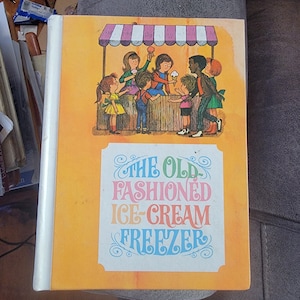 THE OLD-
FASHIONED
ICE-CREAM
FREEZER